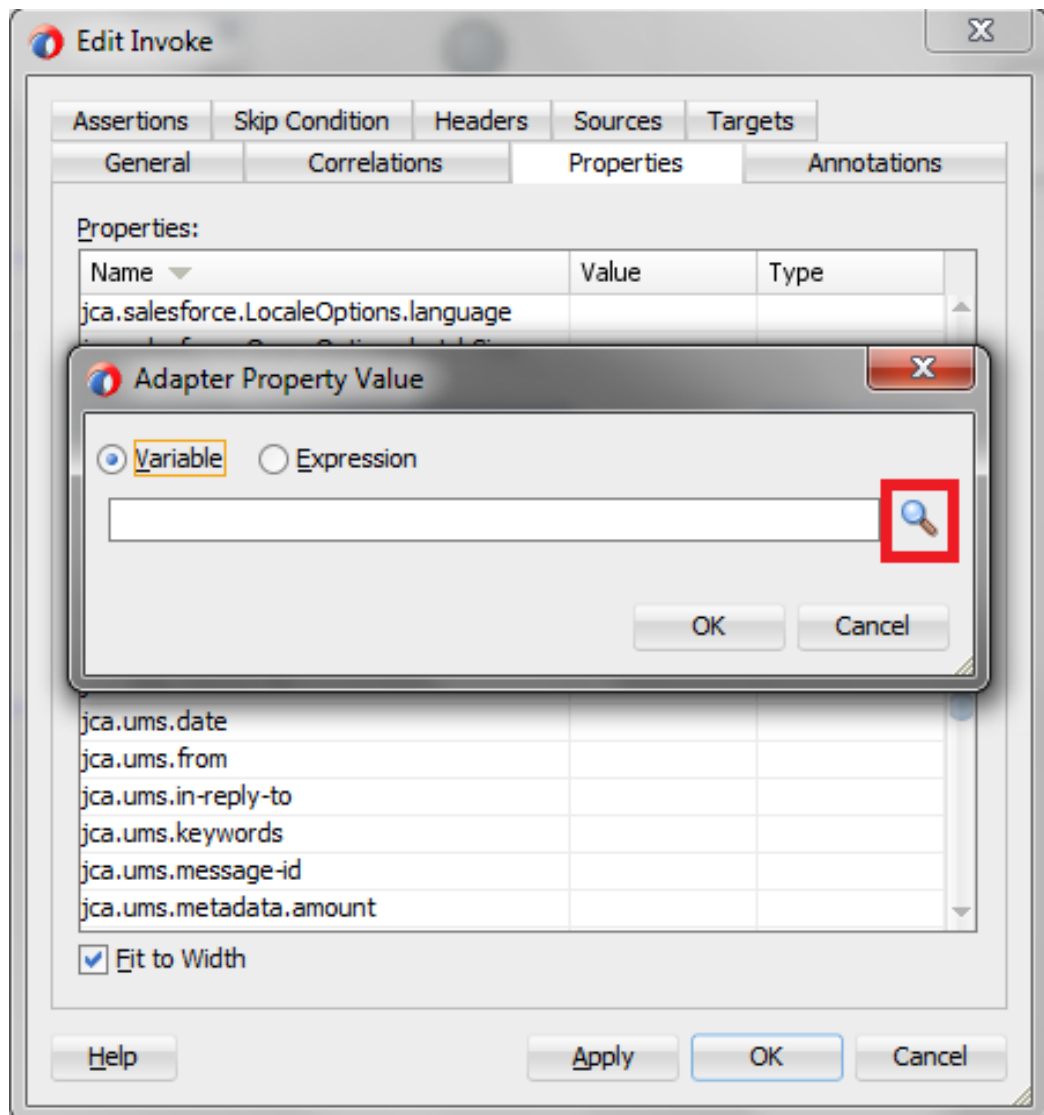 Edit Invoke
Assertions Skip Condition Headers Sources Targets
General Correlations Properties Annotations
Properties:
Name Value Type
jca.salesforce.LocaleOptions.language
Adapter Property Value
Variable Expression
OK Cancel
jca.ums.date
jca.ums.from
jca.ums.in-reply-to
jca.ums.keywords
jca.ums.message-id
jca.ums.metadata.amount
Fit to Width
Help Apply OK Cancel